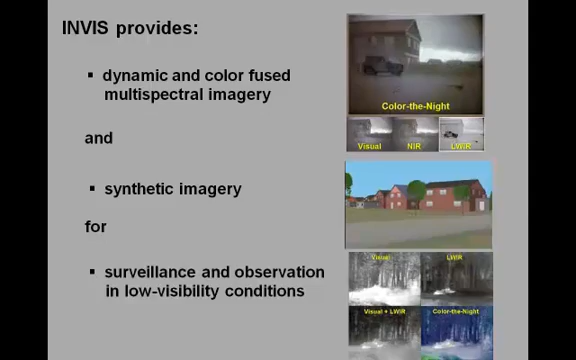 INVIS provides:
▪ dynamic and color fused
multispectral imagery
and
▪ synthetic imagery
for
▪ surveillance and observation
in low-visibility conditions
Color-the-Night
Visual NIR LWIR
Visual LWIR
Visual + LWIR Color-the-Night